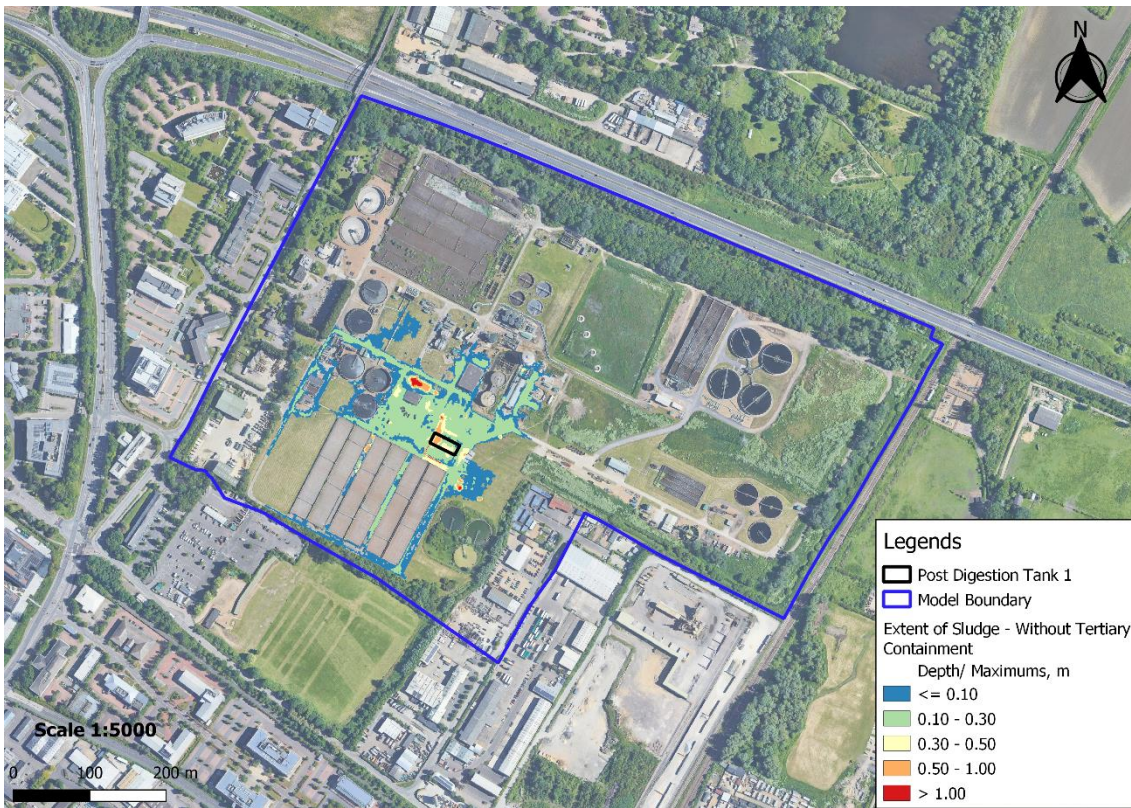 N
Legends
Post Digestion Tank 1
Model Boundary
Extent of Sludge - Without Tertiary
Containment
Depth/ Maximums, m
<= 0.10
0.10 - 0.30
0.30 - 0.50
0.50 - 1.00
> 1.00
Scale 1:5000
0 100 200 m